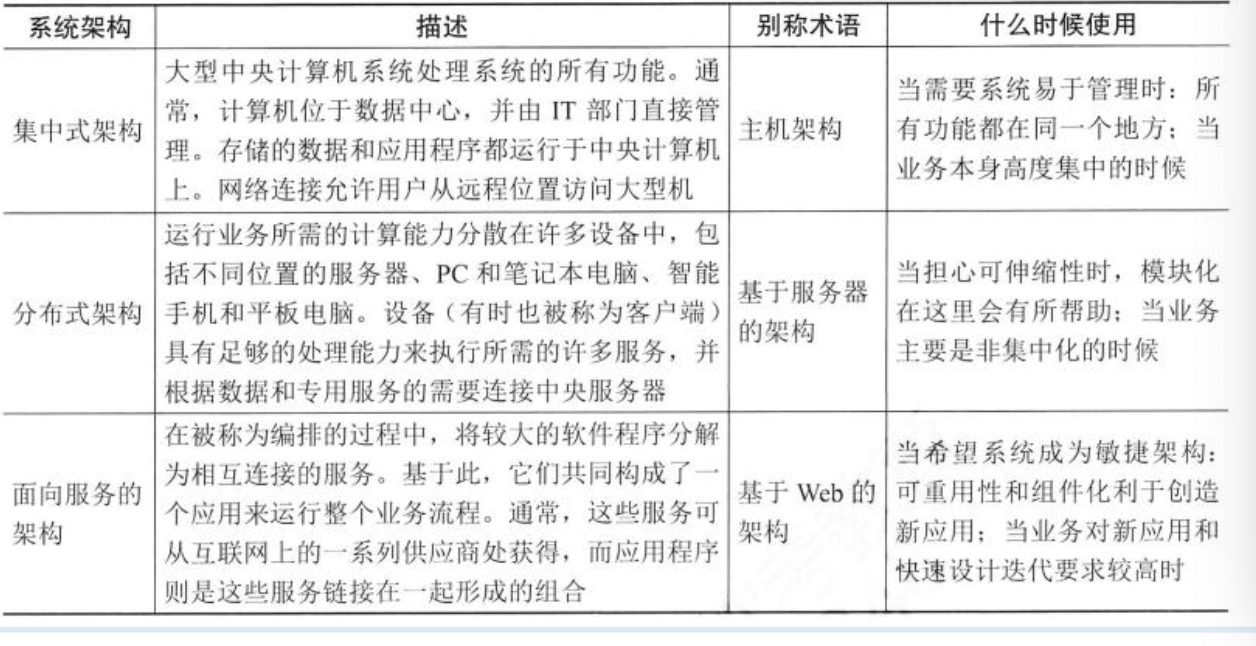 系统架构 描述 别称术语 什么时候使用
集中式架构
大型中央计算机系统处理系统的所有功能。通
常，计算机位于数据中心，并由 IT 部门直接管
理。存储的数据和应用程序都运行于中央计算机
上。网络连接允许用户从远程位置访问大型机
主机架构
当需要系统易于管理时：所
有功能都在同一个地方；当
业务本身高度集中的时候
分布式架构
运行业务所需的计算能力分散在许多设备中，包
括不同位置的服务器、PC 和笔记本电脑、智能
手机和平板电脑。设备（有时也被称为客户端）
具有足够的处理能力来执行所需的许多服务，并
根据数据和专用服务的需要连接中央服务器
基于服务器
的架构
当担心可伸缩性时，模块化
在这里会有所帮助；当业务
主要是非集中化的时候
面向服务的
架构
在被称为编排的过程中，将较大的软件程序分解
为相互连接的服务。基于此，它们共同构成了一
个应用来运行整个业务流程。通常，这些服务可
从互联网上的一系列供应商处获得，而应用程序
则是这些服务链接在一起形成的组合
基于 Web 的
架构
当希望系统成为敏捷架构：
可重用性和组件化利于创造
新应用；当业务对新应用和
快速设计迭代要求较高时